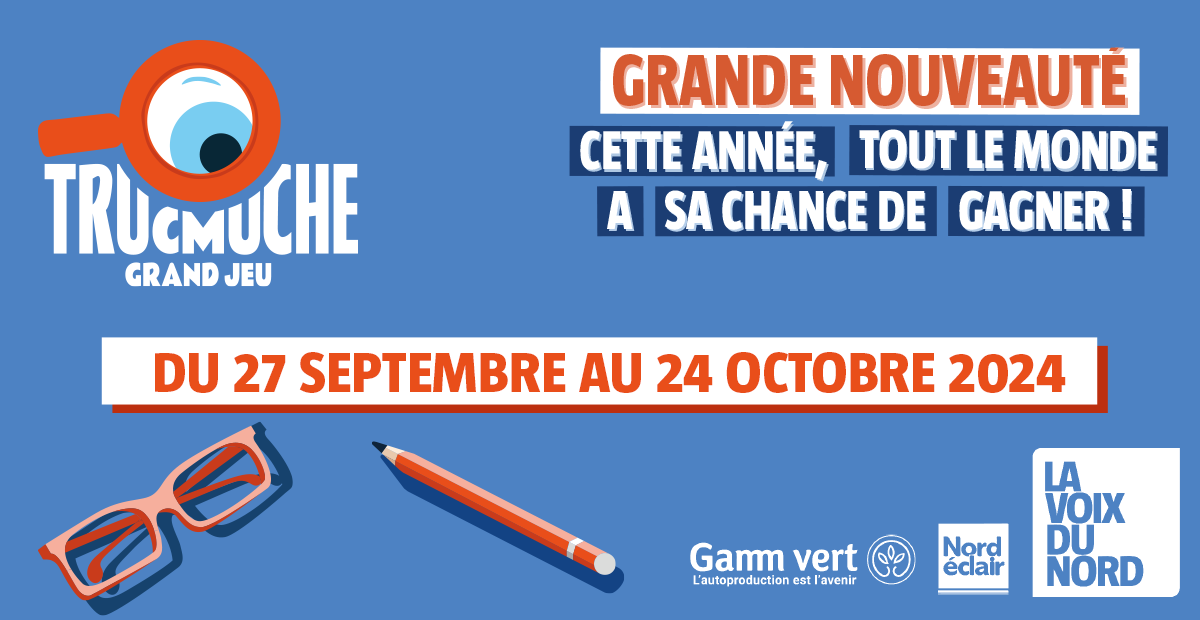 TRUCMUCHE
GRAND JEU
GRANDE NOUVEAUTÉ
CETTE ANNÉE, TOUT LE MONDE
A SA CHANCE DE GAGNER !
DU 27 SEPTEMBRE AU 24 OCTOBRE 2024
Gamm vert
L'autoproduction est l'avenir
Nord
éclair
LA
VOIX
DU
NORD